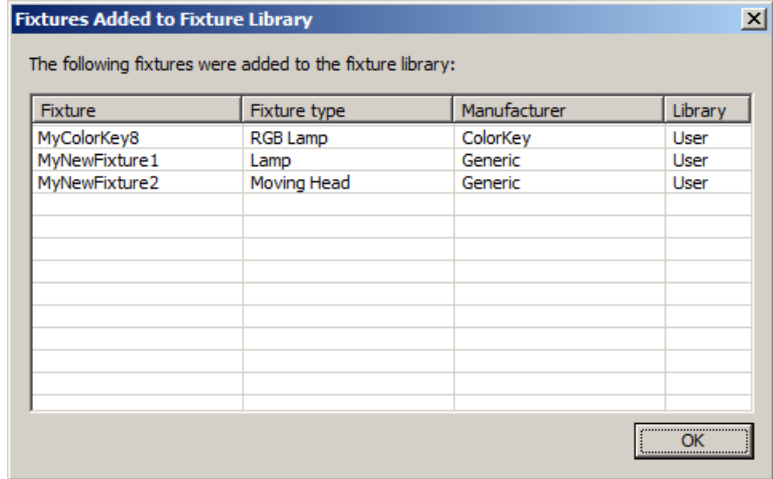 Fixtures Added to Fixture Library
The following fixtures were added to the fixture library:
Fixture Fixture type Manufacturer Library
MyColorKey8 RGB Lamp ColorKey User
MyNewFixture1 Lamp Generic User
MyNewFixture2 Moving Head Generic User
OK